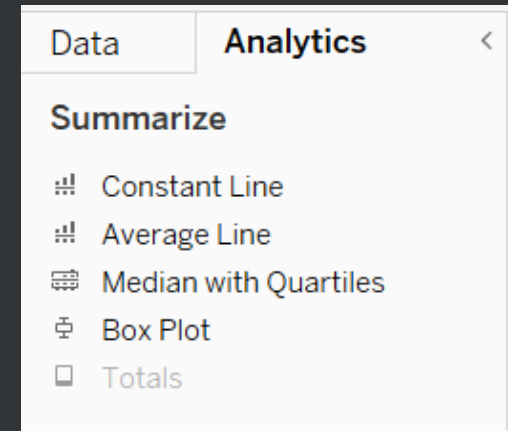 Data Analytics
Summarize
Constant Line
Average Line
Median with Quartiles
Box Plot
Totals